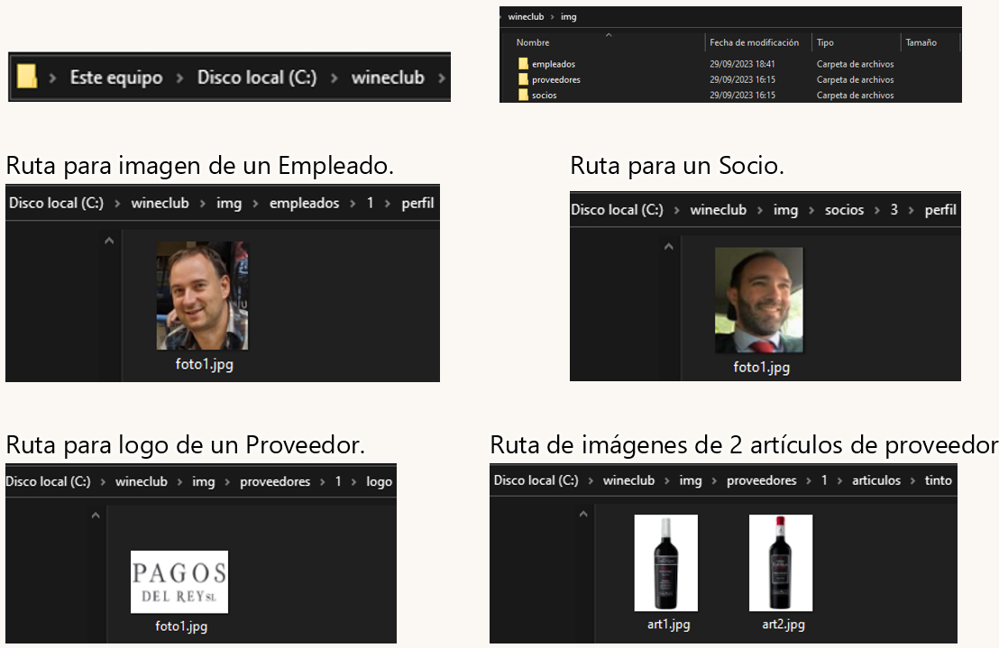 Este equipo > Disco local (C:) > wineclub >
wineclub > img
Nombre Fecha de modificación Tipo Tamaño
empleados 29/09/2023 18:41 Carpeta de archivos
proveedores 29/09/2023 16:15 Carpeta de archivos
socios 29/09/2023 16:15 Carpeta de archivos
Ruta para imagen de un Empleado.
Disco local (C:) > wineclub > img > empleados > 1 > perfil
foto1.jpg
Ruta para un Socio.
Disco local (C:) > wineclub > img > socios > 3 > perfil
foto1.jpg
Ruta para logo de un Proveedor.
Disco local (C:) > wineclub > img > proveedores > 1 > logo
PAGOS
DEL REY SL
foto1.jpg
Ruta de imágenes de 2 artículos de proveedor
Disco local (C:) > wineclub > img > proveedores > 1 > articulos > tinto
art1.jpg art2.jpg